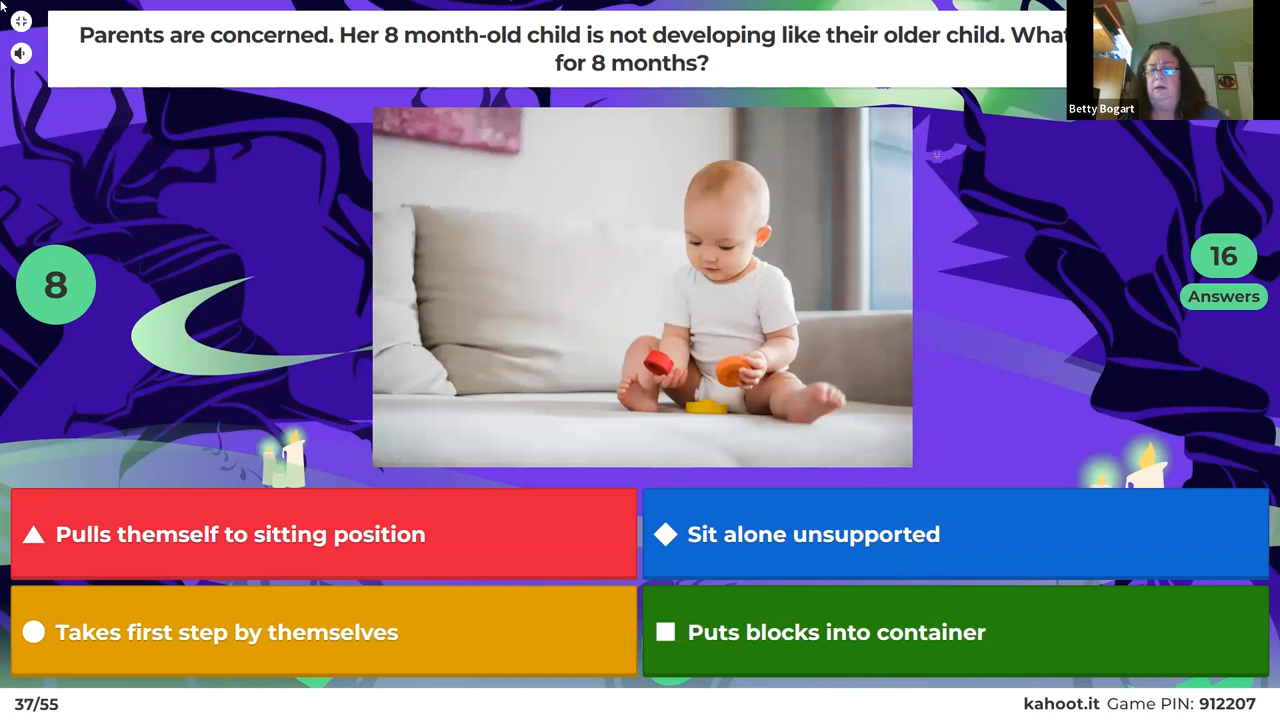 Parents are concerned. Her 8 month-old child is not developing like their older child. What
for 8 months?
Betty Bogart
8
16
Answers
Pulls themself to sitting position
Sit alone unsupported
Takes first step by themselves
Puts blocks into container
37/55
kahoot.it Game PIN: 912207